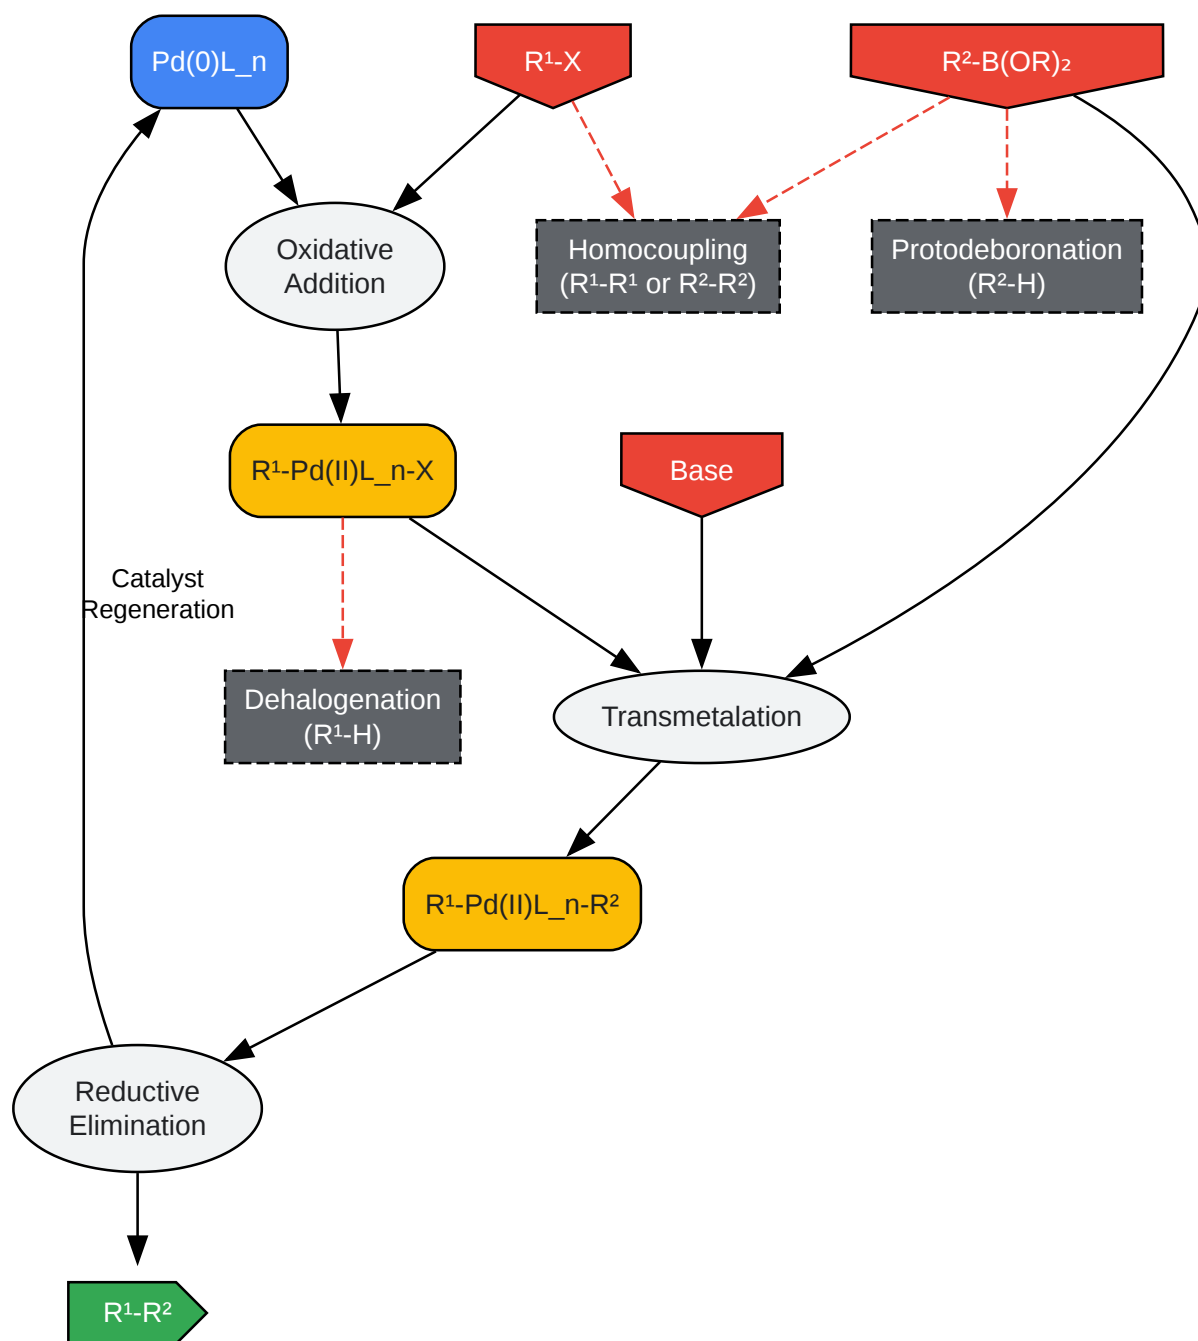 Pd(0)L_n
R¹-X
R²-B(OR)₂
Oxidative
Addition
Homocoupling
(R¹-R¹ or R²-R²)
Protodeboronation
(R²-H)
R¹-Pd(II)L_n-X
Base
Catalyst
Regeneration
Dehalogenation
(R¹-H)
Transmetalation
R¹-Pd(II)L_n-R²
Reductive
Elimination
R¹-R²